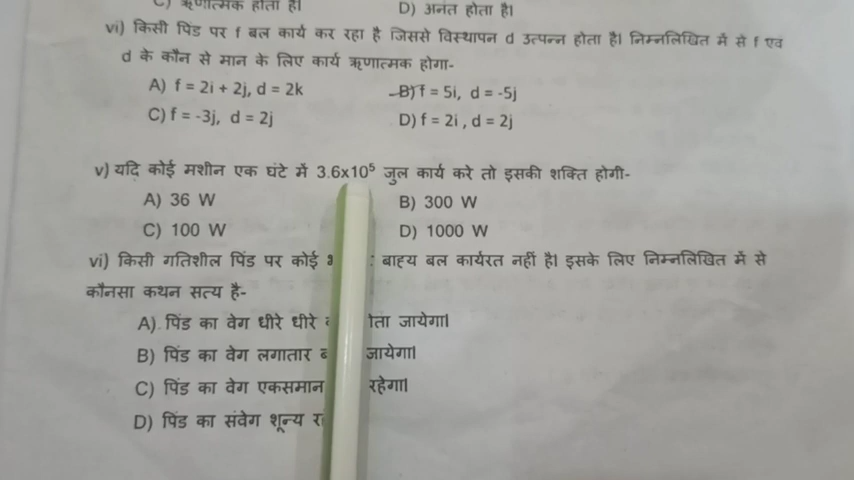 C) ऋणात्मक होता है। D) अनंत होता है।
vi) किसी पिंड पर f बल कार्य कर रहा है जिससे विस्थापन d उत्पन्न होता है। निम्नलिखित में से f एवं
d के कौन से मान के लिए कार्य ऋणात्मक होगा-
A) f = 2i + 2j, d = 2k B) f = 5i, d = -5j
C) f = -3j, d = 2j D) f = 2i , d = 2j
v) यदि कोई मशीन एक घंटे में 3.6x10⁵ जुल कार्य करे तो इसकी शक्ति होगी-
A) 36 W B) 300 W
C) 100 W D) 1000 W
vi) किसी गतिशील पिंड पर कोई बाह्य बल कार्यरत नहीं है। इसके लिए निम्नलिखित में से
कौनसा कथन सत्य है-
A) पिंड का वेग धीरे धीरे जायेगा।
B) पिंड का वेग लगातार जायेगा।
C) पिंड का वेग एकसमान रहेगा।
D) पिंड का संवेग शून्य